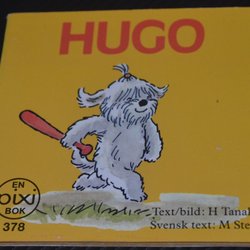 HUGO
EN
pixi
BOK
378
Text/bild: H
Svensk text: M